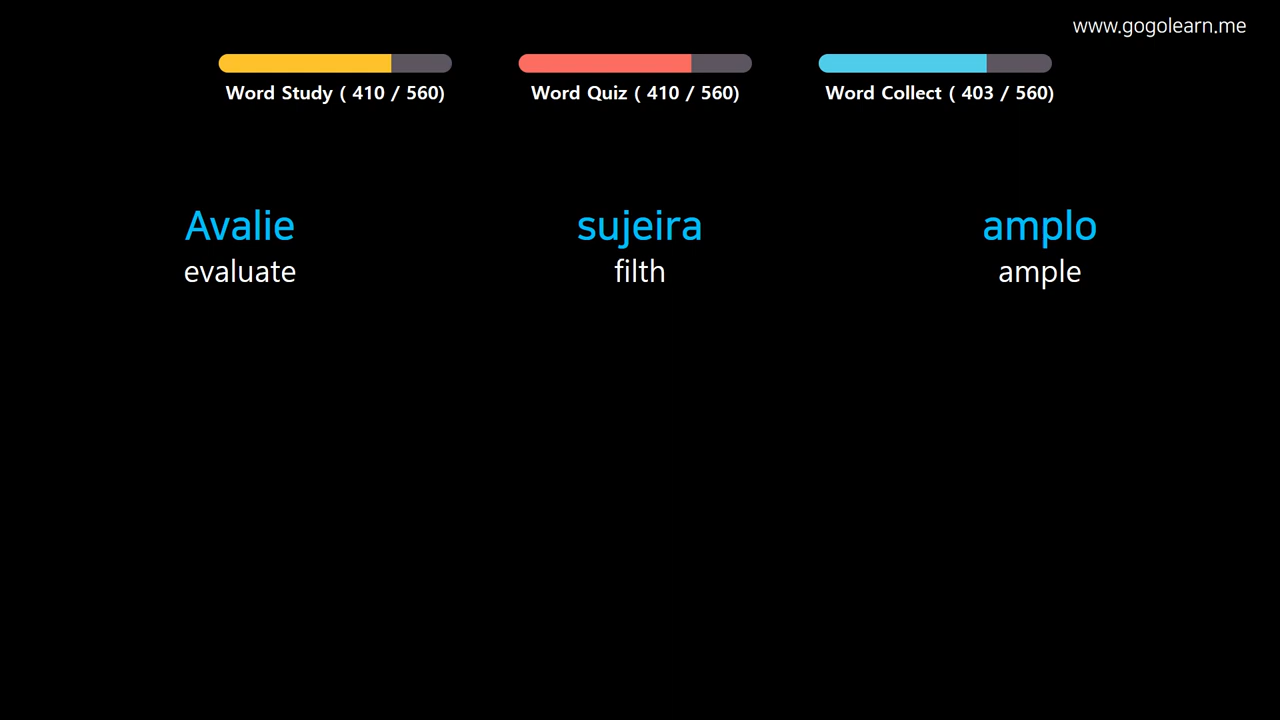 www.gogolearn.me
Word Study ( 410 / 560)
Word Quiz ( 410 / 560)
Word Collect ( 403 / 560)
Avalie
evaluate
sujeira
filth
amplo
ample